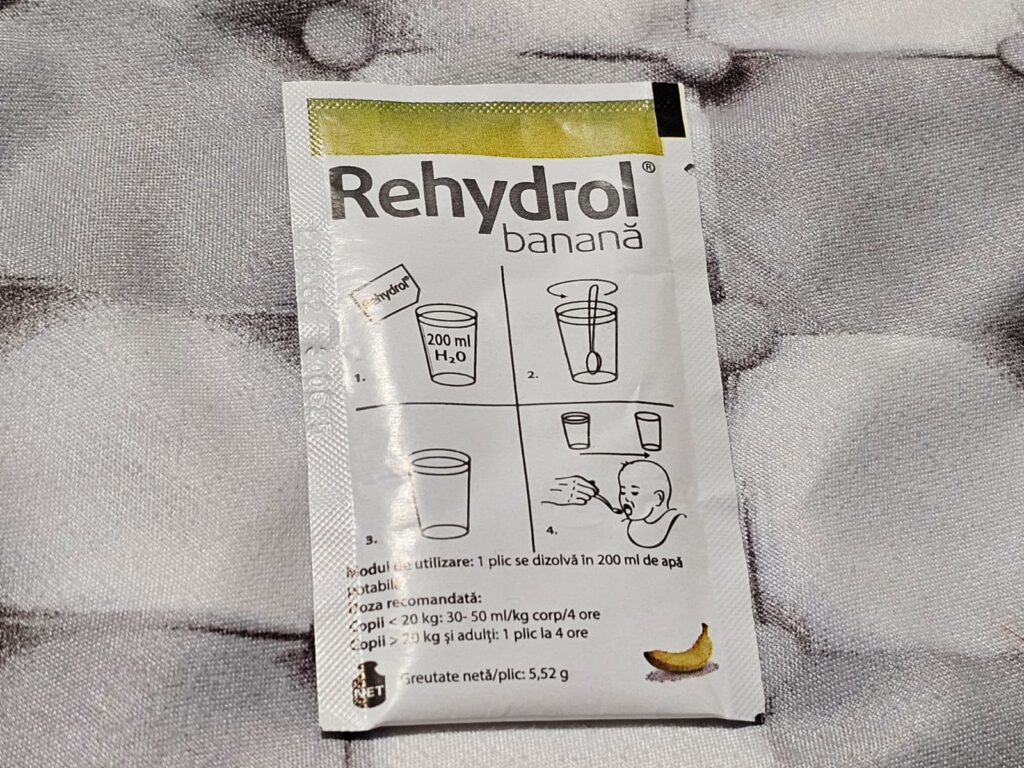 Rehydrol®
banană
Rehydrol®
200 ml
H₂O
1.
2.
3.
4.
Modul de utilizare: 1 plic se dizolvă în 200 ml de apă
potabilă
Doza recomandată:
Copii < 20 kg: 30- 50 ml/kg corp/4 ore
Copii > 20 kg și adulți: 1 plic la 4 ore
NET
Greutate netă/plic: 5,52 g